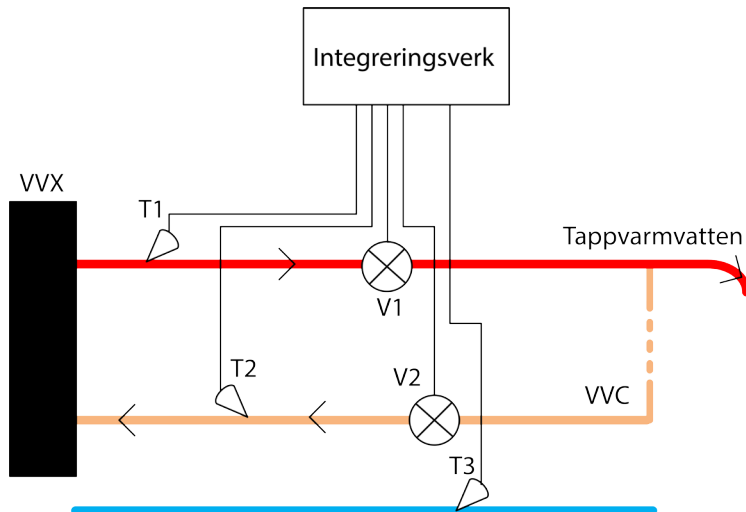 Integreringsverk
VVX
T1
Tappvarmvatten
V1
T2
V2
VVC
T3